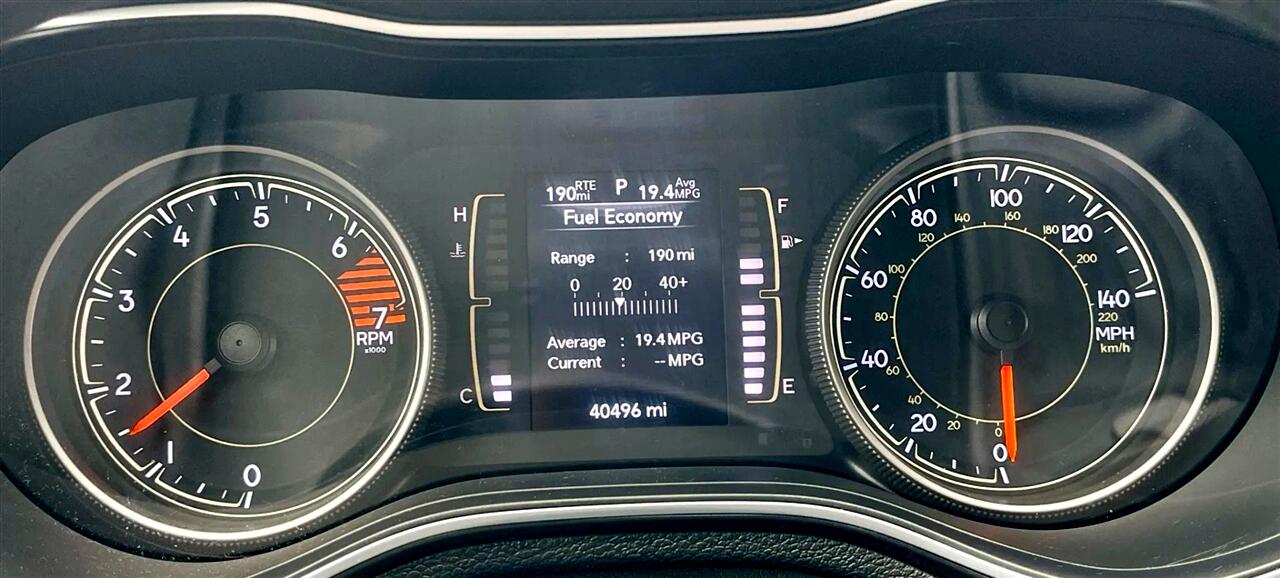 5
4
6
3
7
RPM
x1000
2
1
0
H
C
190 RTE mi P 19.4 Avg MPG
Fuel Economy
Range : 190 mi
0 20 40+
Average : 19.4 MPG
Current : -- MPG
40496 mi
F
E
100
80
120
60
140
MPH
km/h
40
20
0
140
160
120
180
100
200
80
220
60
40
20
0